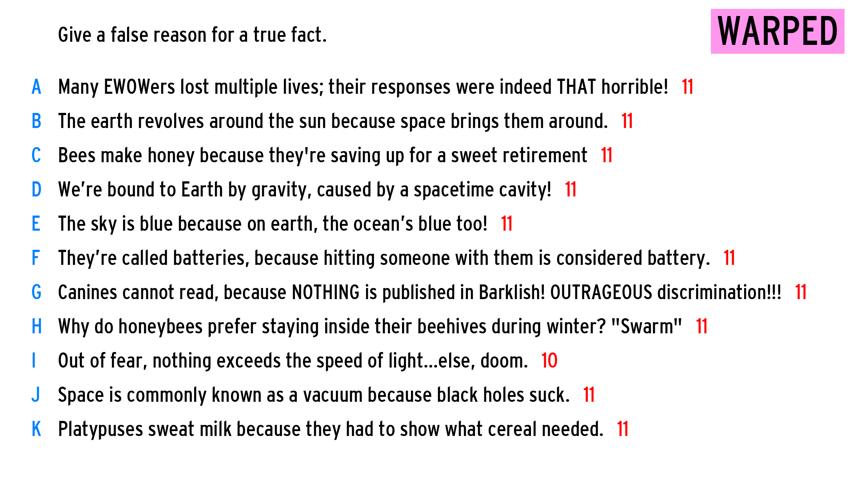 Give a false reason for a true fact.
WARPED
A Many EWOWers lost multiple lives; their responses were indeed THAT horrible! 11
B The earth revolves around the sun because space brings them around. 11
C Bees make honey because they're saving up for a sweet retirement 11
D We’re bound to Earth by gravity, caused by a spacetime cavity! 11
E The sky is blue because on earth, the ocean’s blue too! 11
F They’re called batteries, because hitting someone with them is considered battery. 11
G Canines cannot read, because NOTHING is published in Barklish! OUTRAGEOUS discrimination!!! 11
H Why do honeybees prefer staying inside their beehives during winter? "Swarm" 11
I Out of fear, nothing exceeds the speed of light...else, doom. 10
J Space is commonly known as a vacuum because black holes suck. 11
K Platypuses sweat milk because they had to show what cereal needed. 11